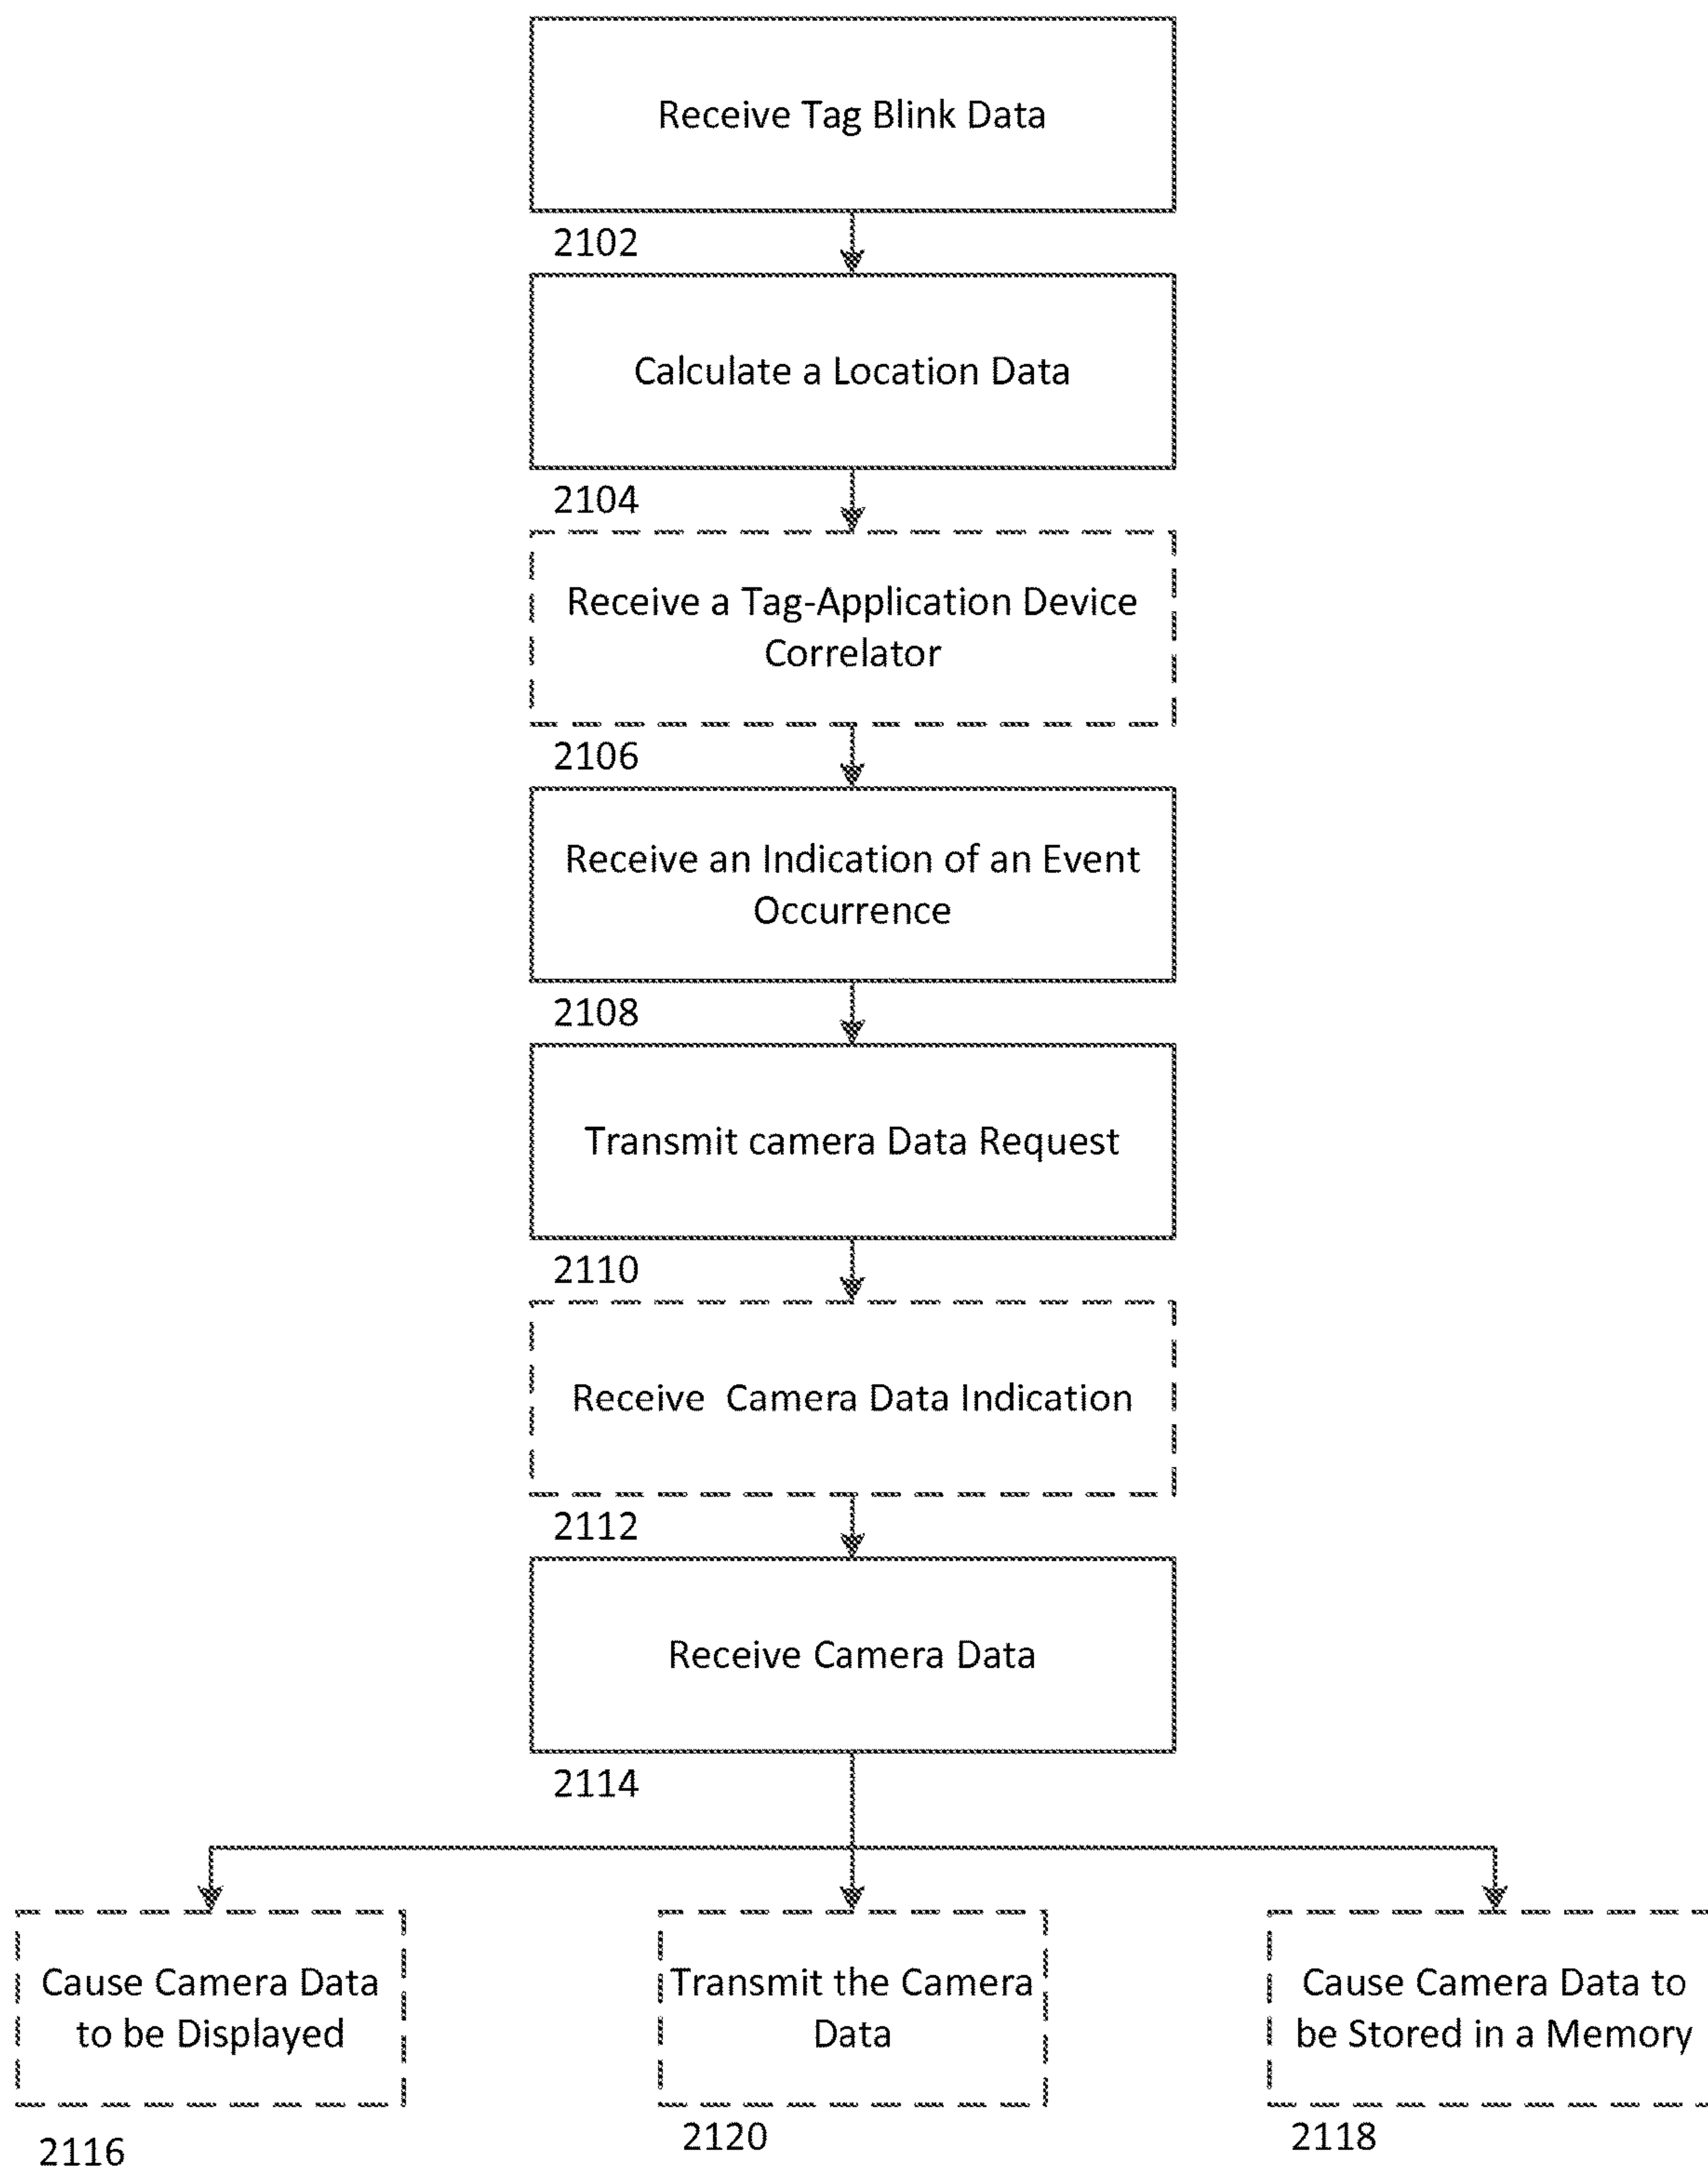 Receive Tag Blink Data
2102
Calculate a Location Data
2104
Receive a Tag-Application Device
Correlator
2106
Receive an Indication of an Event
Occurrence
2108
Transmit camera Data Request
2110
Receive Camera Data Indication
2112
Receive Camera Data
2114
Cause Camera Data
to be Displayed
2116
Transmit the Camera
Data
2120
Cause Camera Data to
be Stored in a Memory
2118